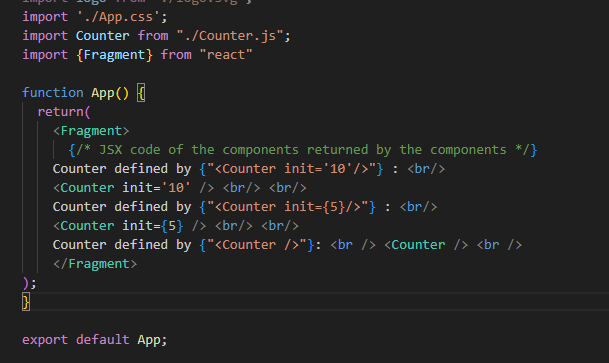 import './App.css';
import Counter from "./Counter.js";
import {Fragment} from "react"
function App() {
return(
<Fragment>
{/* JSX code of the components returned by the components */}
Counter defined by {"<Counter init='10'/>"} : <br/>
<Counter init='10' /> <br/> <br/>
Counter defined by {"<Counter init={5}/>"} : <br/>
<Counter init={5} /> <br/> <br/>
Counter defined by {"<Counter />"}: <br /> <Counter /> <br />
</Fragment>
);
}
export default App;